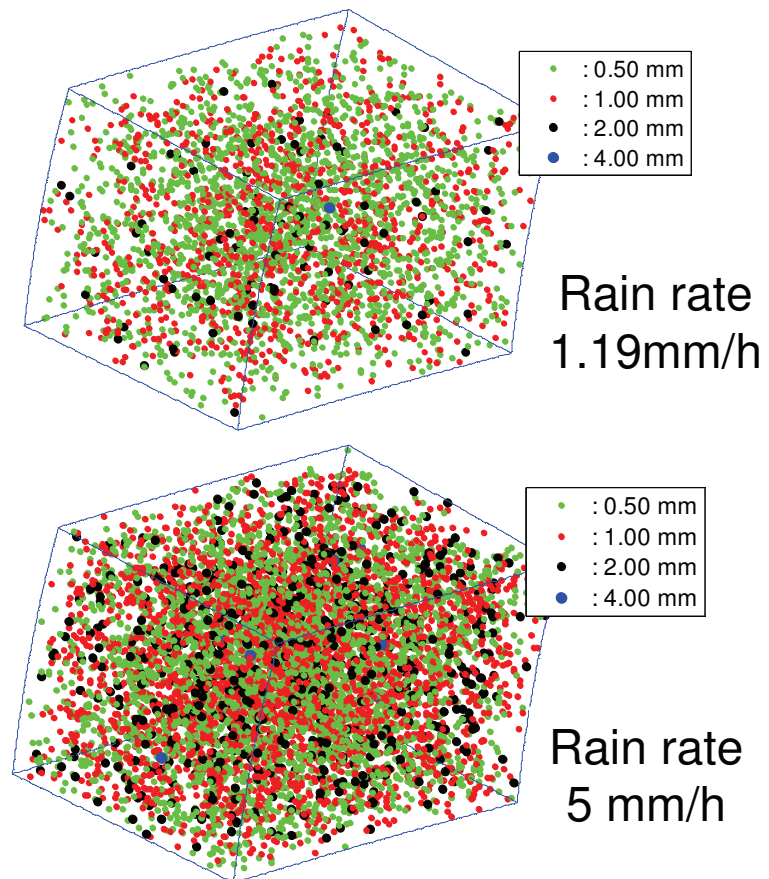 : 0.50 mm
: 1.00 mm
: 2.00 mm
: 4.00 mm
Rain rate
1.19mm/h
: 0.50 mm
: 1.00 mm
: 2.00 mm
: 4.00 mm
Rain rate
5 mm/h